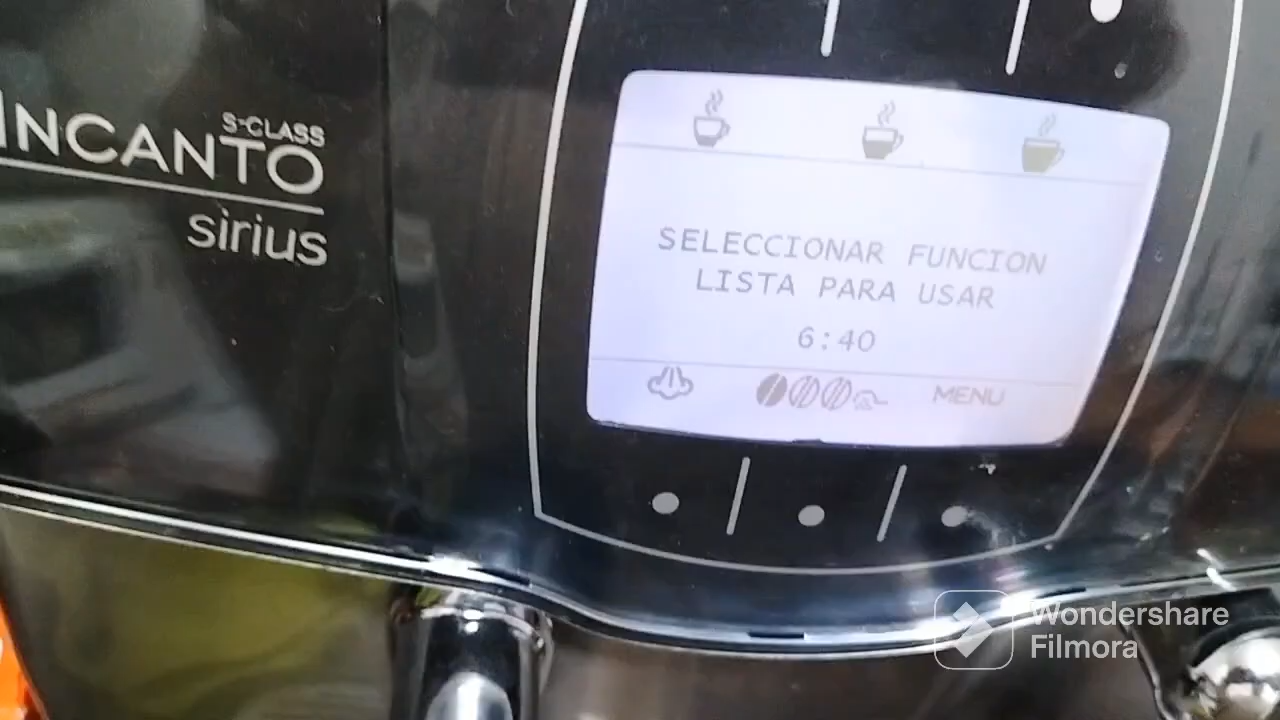 S-CLASS
INCANTO
sirius
SELECCIONAR FUNCION
LISTA PARA USAR
6:40
MENU
Wondershare
Filmora